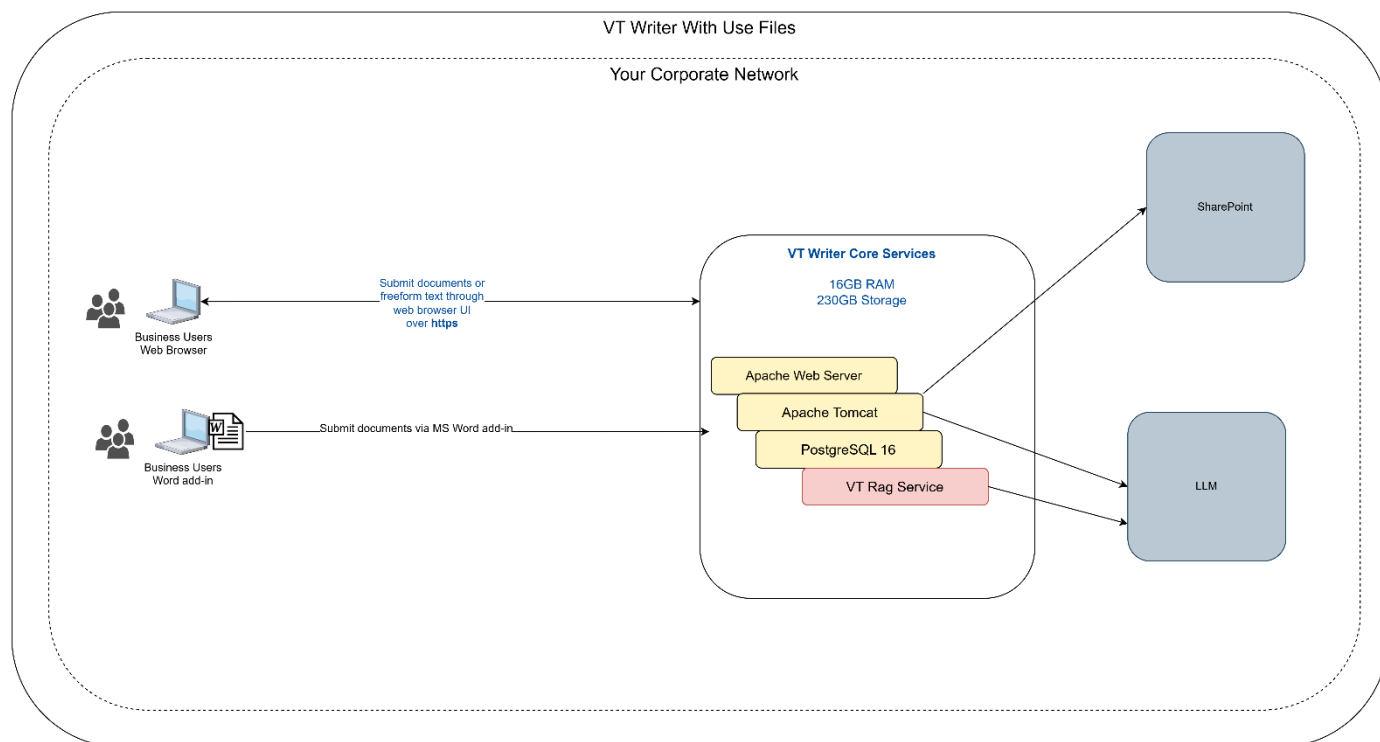 VT Writer With Use Files
Your Corporate Network
SharePoint
VT Writer Core Services
16GB RAM
230GB Storage
Submit documents or
freeform text through
web browser UI
over https
Business Users
Web Browser
Apache Web Server
Apache Tomcat
PostgreSQL 16
VT Rag Service
Submit documents via MS Word add-in
W
Business Users
Word add-in
LLM